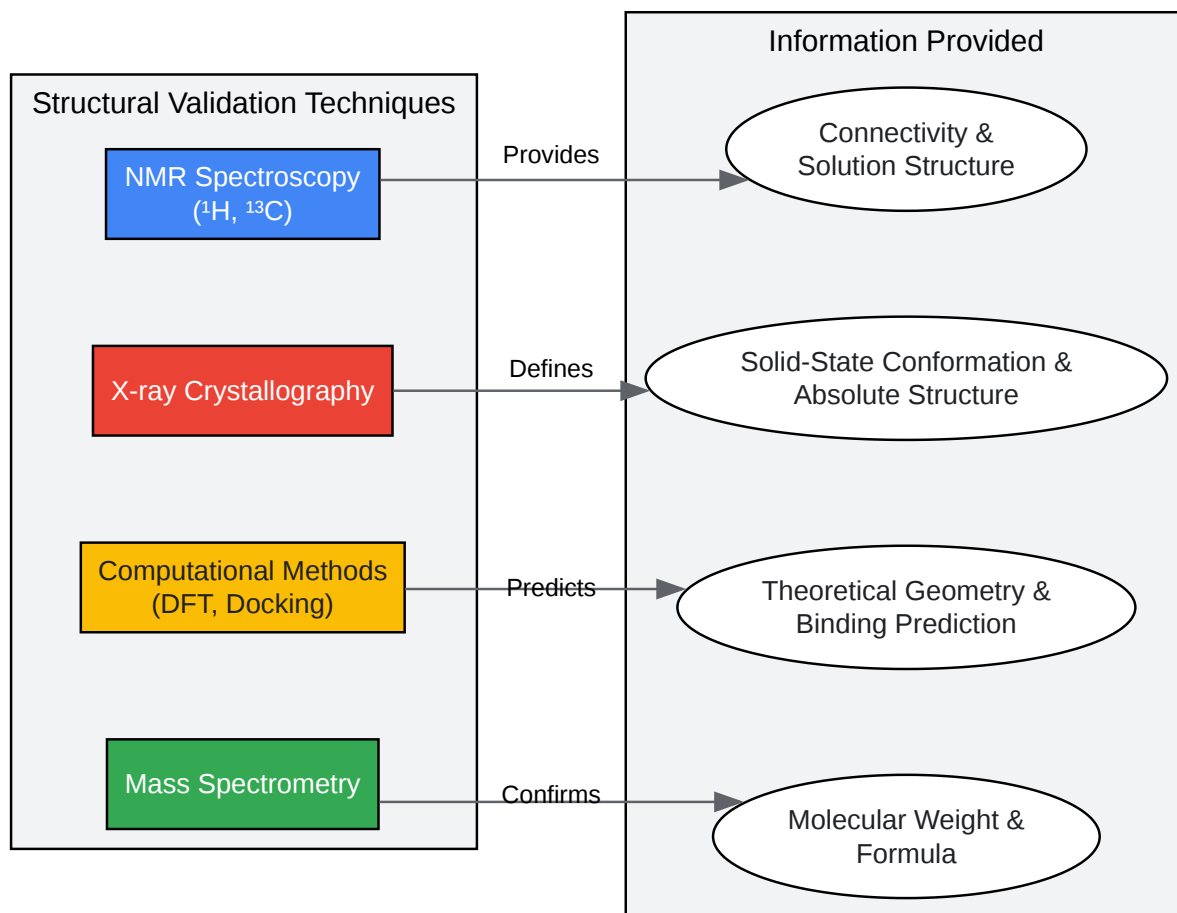 Information Provided
Structural Validation Techniques
NMR Spectroscopy
(¹H, ¹³C)
Provides
Connectivity &
Solution Structure
X-ray Crystallography
Defines
Solid-State Conformation &
Absolute Structure
Computational Methods
(DFT, Docking)
Predicts
Theoretical Geometry &
Binding Prediction
Mass Spectrometry
Confirms
Molecular Weight &
Formula